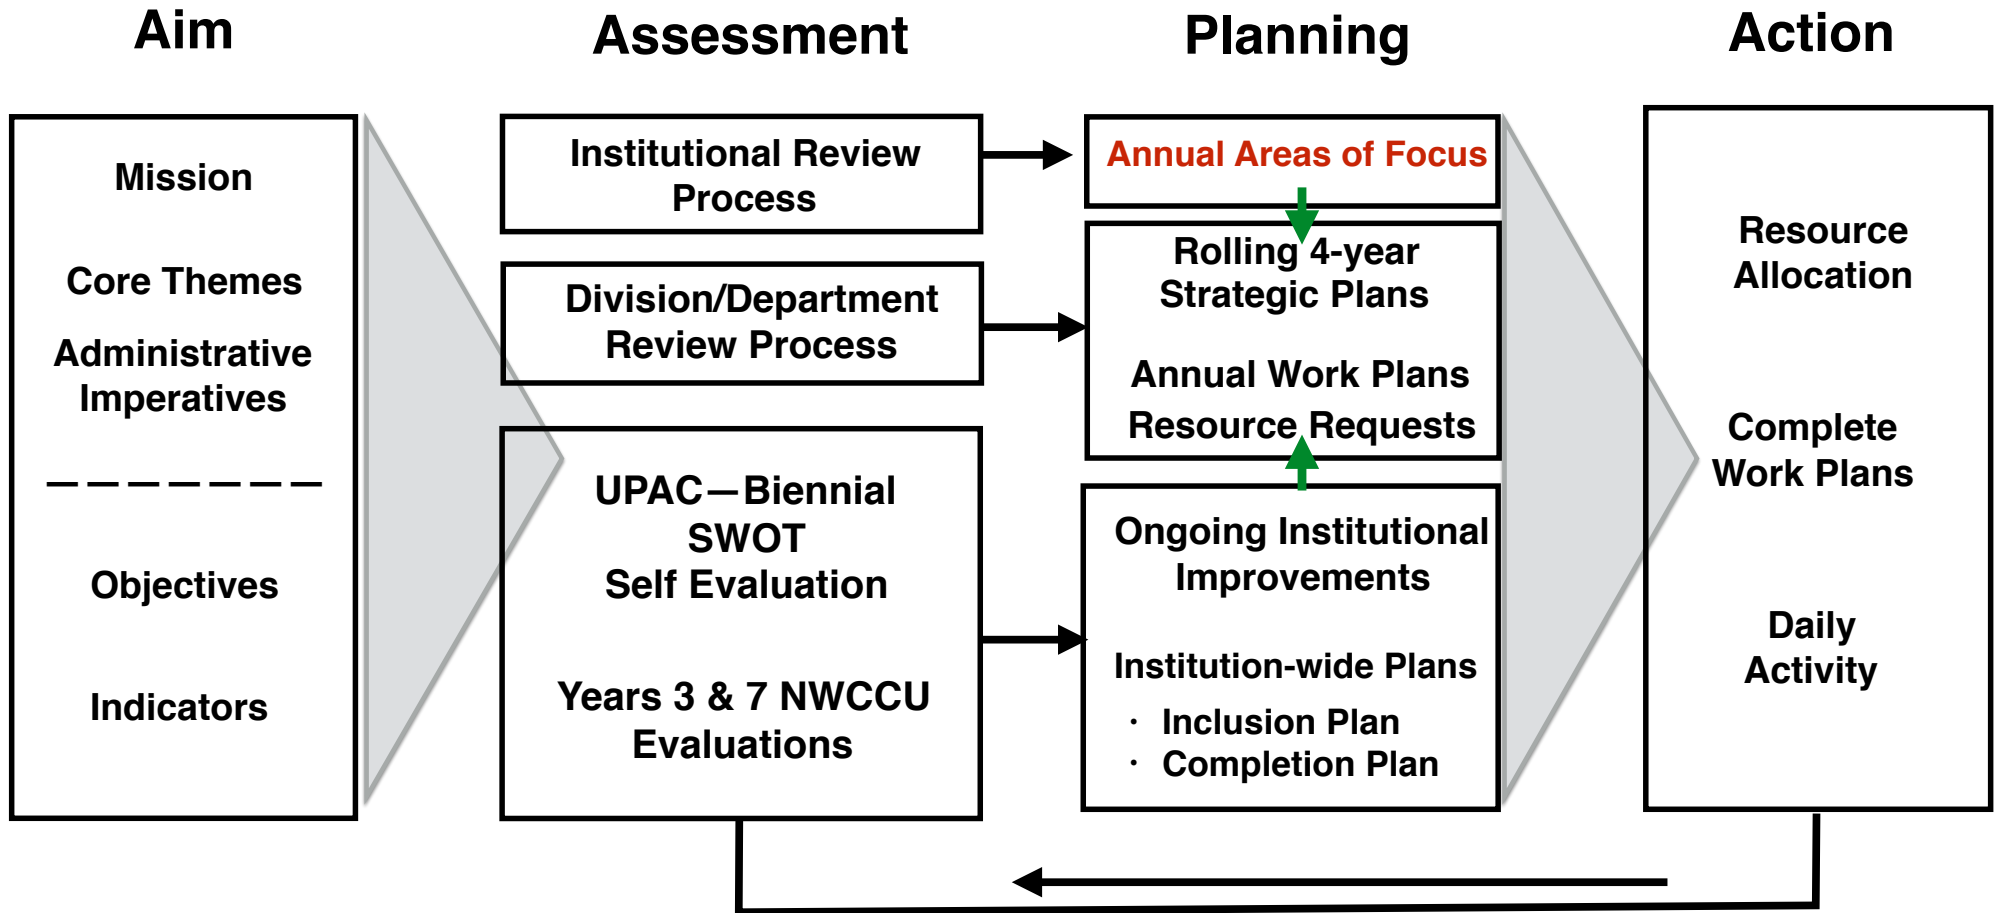 Aim
Assessment
Planning
Action
Mission
Core Themes
Administrative
Imperatives
Objectives
Indicators
Institutional Review
Process
Division/Department
Review Process
UPAC—Biennial
SWOT
Self Evaluation
Years 3 & 7 NWCCU
Evaluations
Annual Areas of Focus
Rolling 4-year
Strategic Plans
Annual Work Plans
Resource Requests
Ongoing Institutional
Improvements
Institution-wide Plans
· Inclusion Plan
· Completion Plan
Resource
Allocation
Complete
Work Plans
Daily
Activity